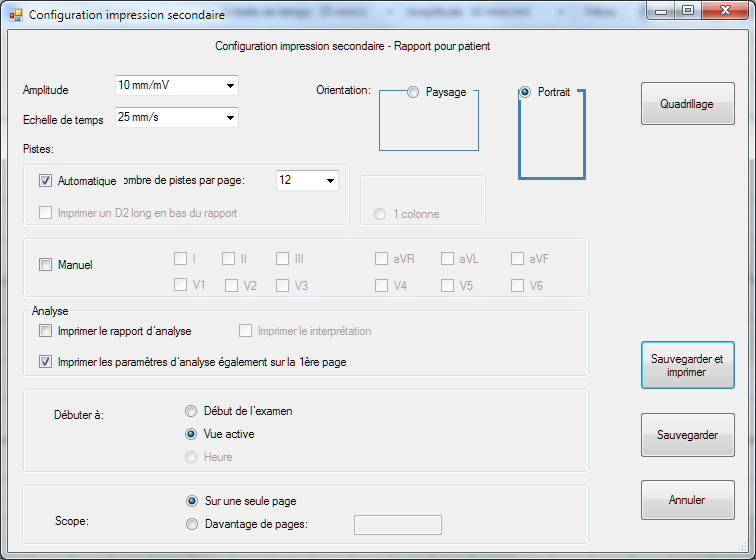 Configuration impression secondaire
Configuration impression secondaire - Rapport pour patient
Amplitude 10 mm/mV Orientation: Paysage Portrait Quadrillage
Echelle de temps 25 mm/s
Pistes:
Automatique ombre de pistes par page: 12
Imprimer un D2 long en bas du rapport 1 colonne
Manuel I II III aVR aVL aVF
V1 V2 V3 V4 V5 V6
Analyse
Imprimer le rapport d'analyse Imprimer le interprétation
Imprimer les paramètres d'analyse également sur la 1ère page
Sauvegarder et
imprimer
Débuter à: Début de l'examen
Vue active
Heure
Sauvegarder
Scope: Sur une seule page
Davantage de pages:
Annuler